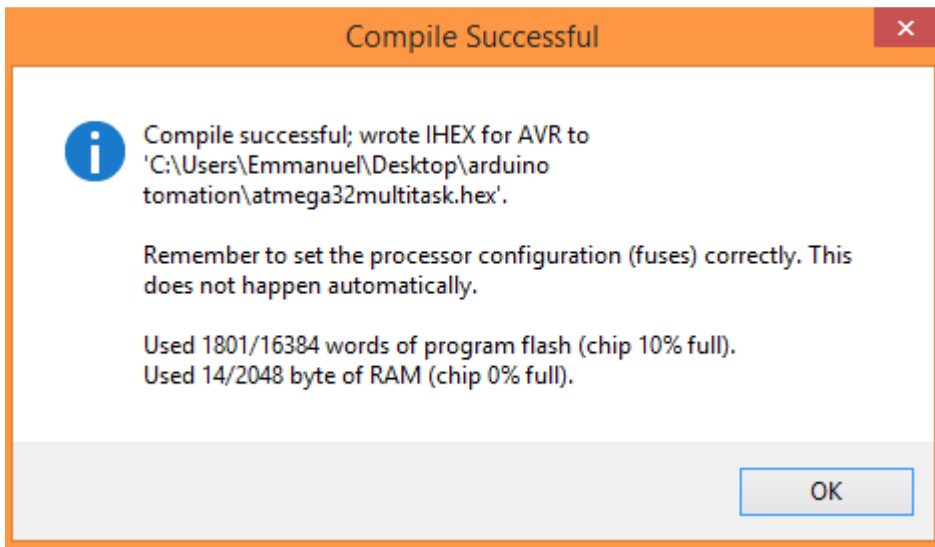 Compile Successful
Compile successful; wrote IHEX for AVR to
'C:\Users\Emmanuel\Desktop\arduino
tomation\atmega32multitask.hex'.
Remember to set the processor configuration (fuses) correctly. This
does not happen automatically.
Used 1801/16384 words of program flash (chip 10% full).
Used 14/2048 byte of RAM (chip 0% full).
OK